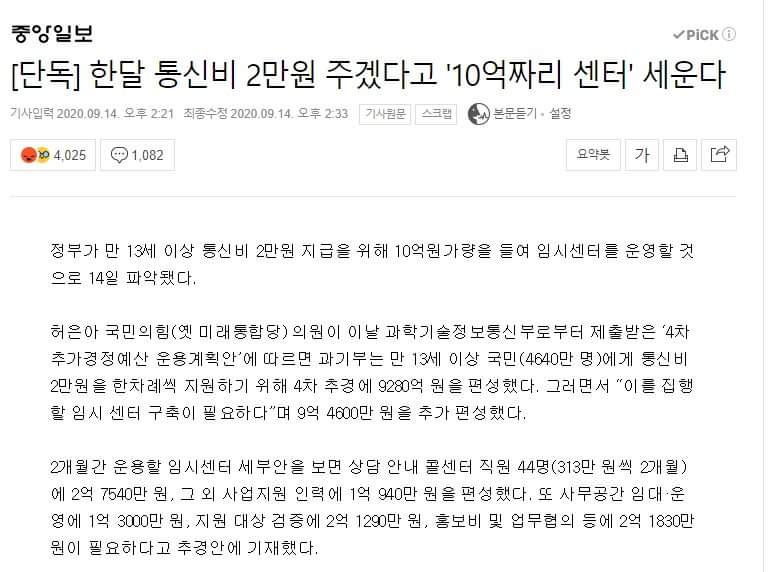 중앙일보
✓PiCK ⓘ
[단독] 한달 통신비 2만원 주겠다고 '10억짜리 센터' 세운다
기사입력 2020.09.14. 오후 2:21 최종수정 2020.09.14. 오후 2:33 기사원문 스크랩 본문듣기 · 설정
4,025 1,082 요약봇 가
정부가 만 13세 이상 통신비 2만원 지급을 위해 10억원가량을 들여 임시센터를 운영할 것
으로 14일 파악됐다.
허은아 국민의힘(옛 미래통합당) 의원이 이날 과학기술정보통신부로부터 제출받은 ‘4차
추가경정예산 운용계획안’에 따르면 과기부는 만 13세 이상 국민(4640만 명)에게 통신비
2만원을 한차례씩 지원하기 위해 4차 추경에 9280억 원을 편성했다. 그러면서 “이를 집행
할 임시 센터 구축이 필요하다”며 9억 4600만 원을 추가 편성했다.
2개월간 운용할 임시센터 세부안을 보면 상담 안내 콜센터 직원 44명(313만 원씩 2개월)
에 2억 7540만 원, 그 외 사업지원 인력에 1억 940만 원을 편성했다. 또 사무공간 임대·운
영에 1억 3000만 원, 지원 대상 검증에 2억 1290만 원, 홍보비 및 업무협의 등에 2억 1830만
원이 필요하다고 추경안에 기재했다.